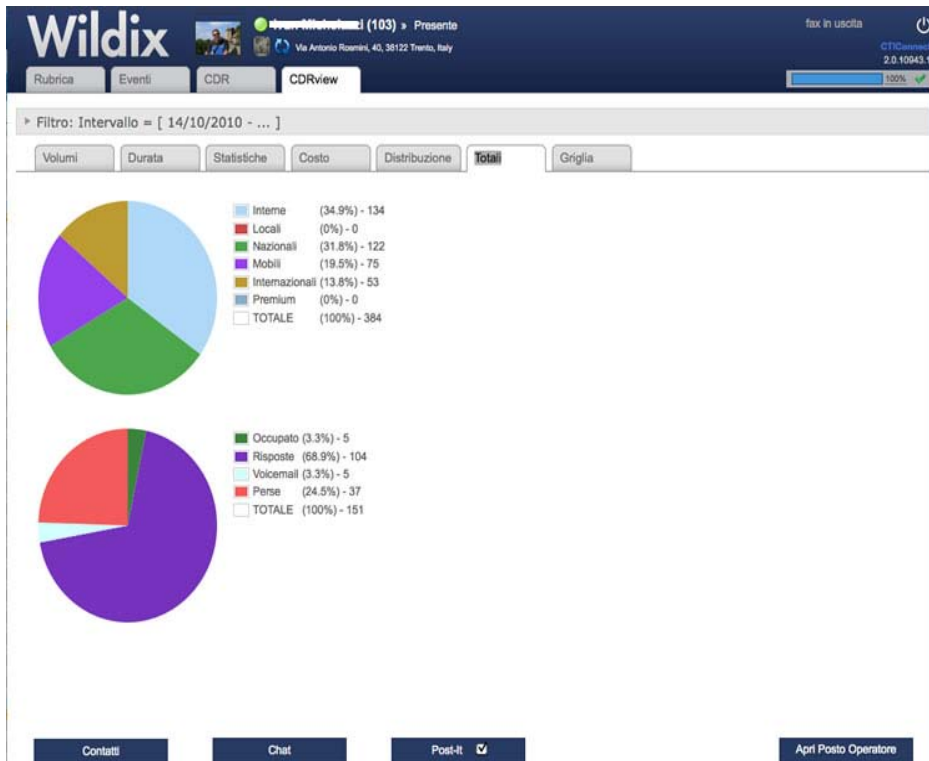 Wildix
(103) » Presente
Via Antonio Rosmini, 40, 38122 Trento, Italy
fax in uscita
CTIConnect
2.0.10943.1
100%
Rubrica Eventi CDR CDRview
Filtro: Intervallo = [ 14/10/2010 - ... ]
Volumi Durata Statistiche Costo Distribuzione Totali Griglia
Interne (34.9%) - 134
Locali (0%) - 0
Nazionali (31.8%) - 122
Mobili (19.5%) - 75
Internazionali (13.8%) - 53
Premium (0%) - 0
TOTALE (100%) - 384
Occupato (3.3%) - 5
Risposte (68.9%) - 104
Voicemail (3.3%) - 5
Perse (24.5%) - 37
TOTALE (100%) - 151
Contatti Chat Post-It Apri Posto Operatore